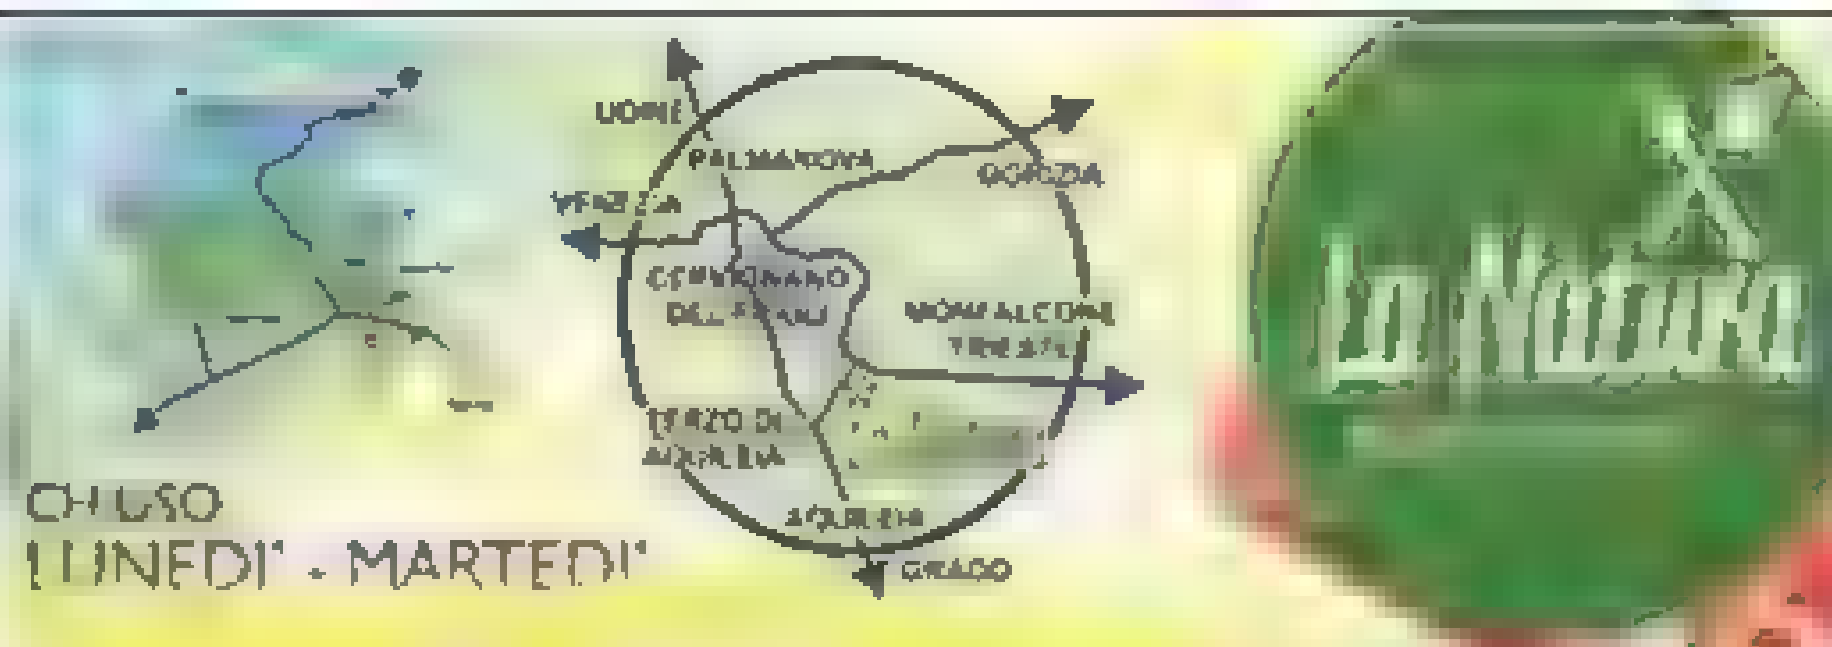 UDINE
PALMANOVA
GORIZIA
VENEZIA
CERVIGNANO
DEL FRIULI
MONFALCONE
TRIESTE
TERZO DI
AQUILEIA
AQUILEIA
GRADO
CHIUSO
LUNEDI' - MARTEDI'